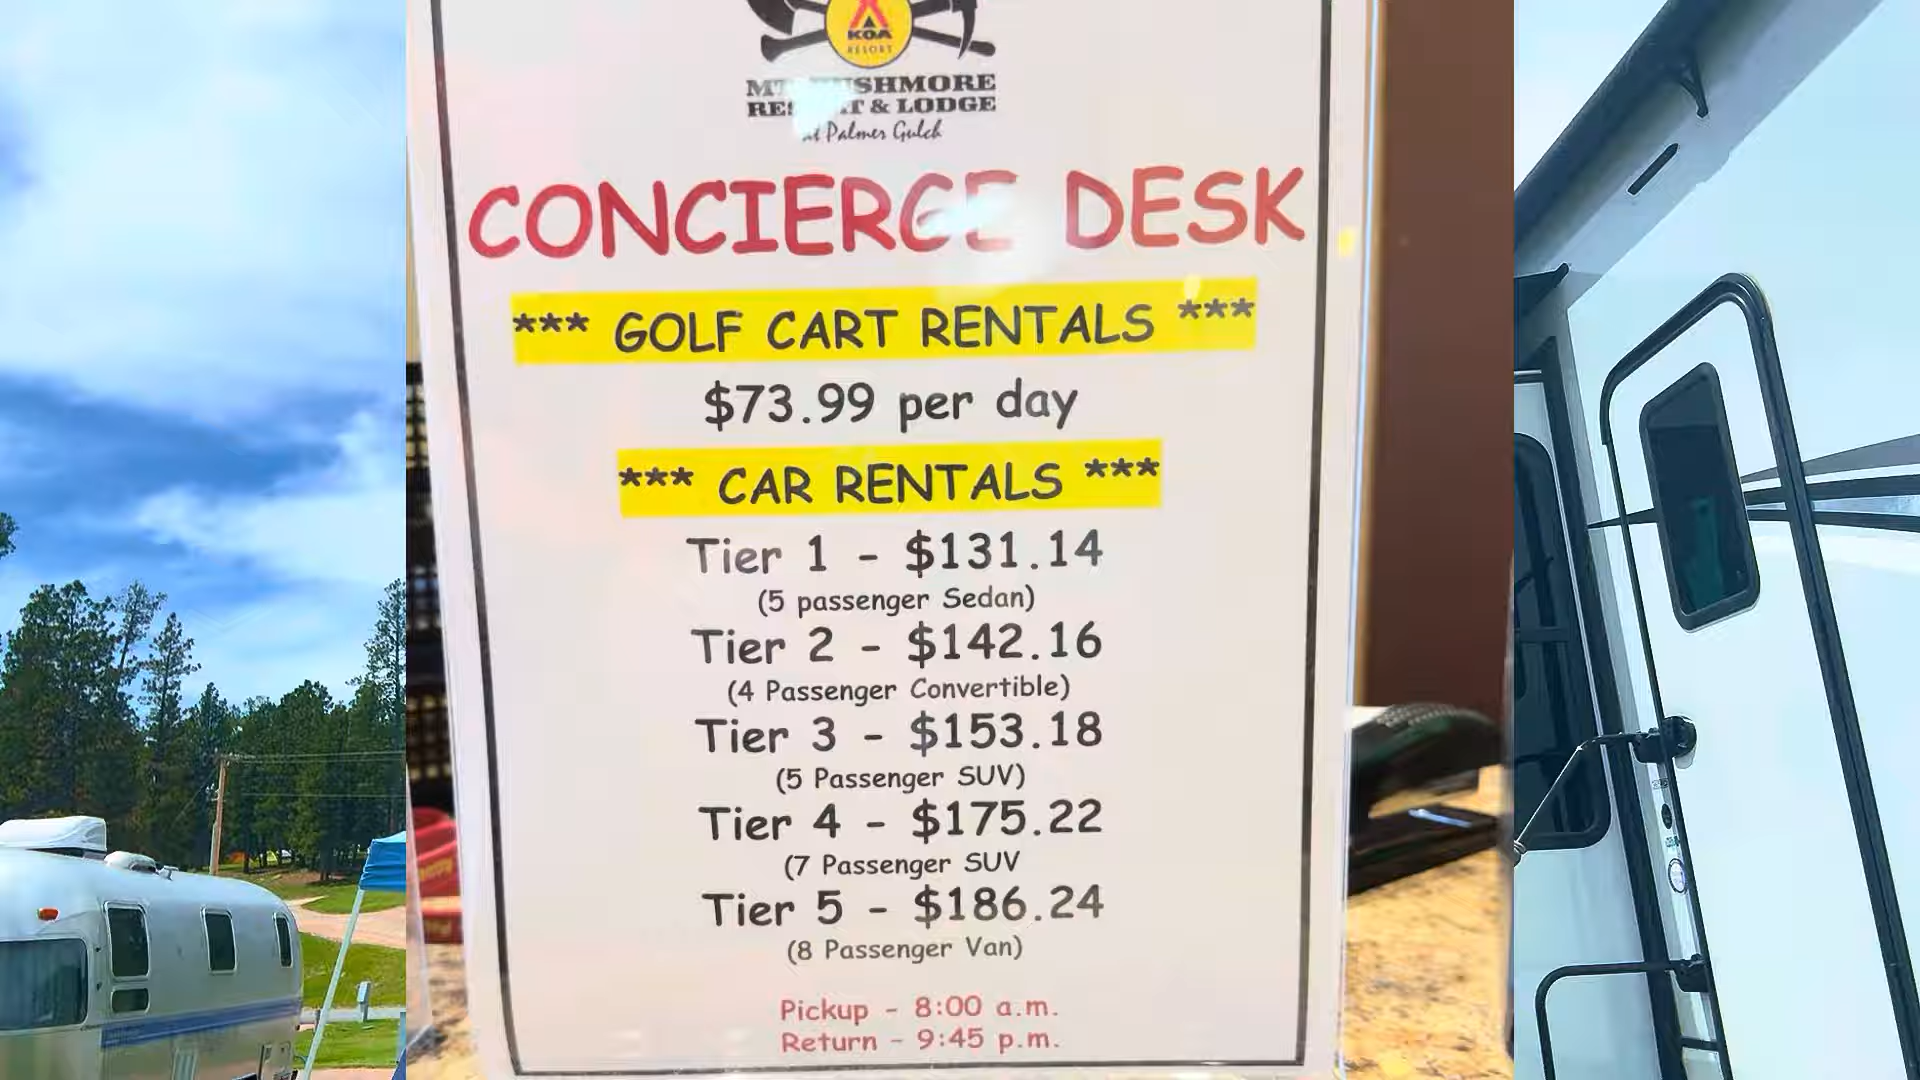 KOA
RESORT
MT RUSHMORE
RESORT & LODGE
at Palmer Gulch
CONCIERGE DESK
*** GOLF CART RENTALS ***
$73.99 per day
*** CAR RENTALS ***
Tier 1 - $131.14
(5 passenger Sedan)
Tier 2 - $142.16
(4 Passenger Convertible)
Tier 3 - $153.18
(5 Passenger SUV)
Tier 4 - $175.22
(7 Passenger SUV
Tier 5 - $186.24
(8 Passenger Van)
Pickup - 8:00 a.m.
Return - 9:45 p.m.